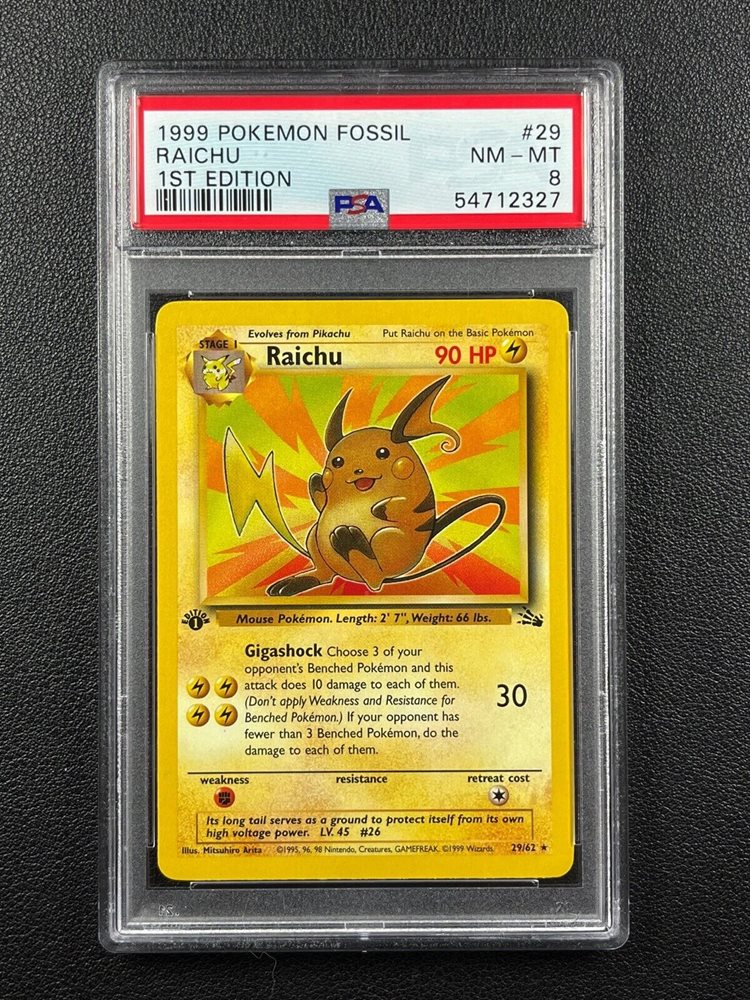 1999 POKEMON FOSSIL #29
RAICHU NM - MT
1ST EDITION 8
PSA 54712327
Evolves from Pikachu Put Raichu on the Basic Pokémon
STAGE 1 Raichu 90 HP
EDITION
1
Mouse Pokémon. Length: 2' 7", Weight: 66 lbs.
Gigashock Choose 3 of your
opponent's Benched Pokémon and this
attack does 10 damage to each of them.
(Don't apply Weakness and Resistance for
Benched Pokémon.) If your opponent has
fewer than 3 Benched Pokémon, do the
damage to each of them.
30
weakness resistance retreat cost
Its long tail serves as a ground to protect itself from its own
high voltage power. LV. 45 #26
Illus. Mitsuhiro Arita ©1995, 96, 98 Nintendo, Creatures, GAMEFREAK. ©1999 Wizards. 29/62 ★